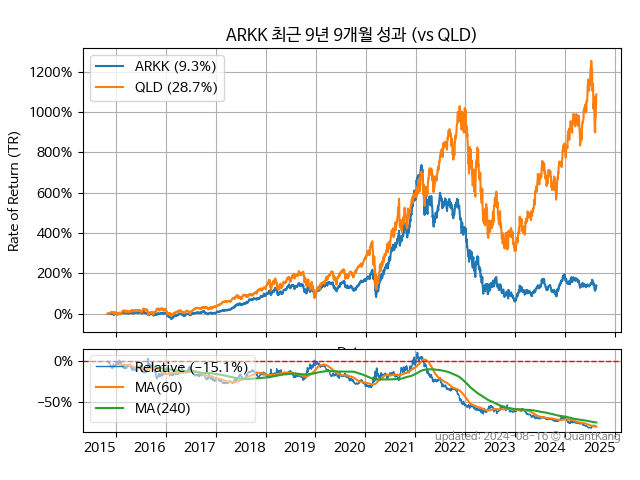 ARKK 최근 9년 9개월 성과 (vs QLD)
Rate of Return (TR)
1200%
1000%
800%
600%
400%
200%
0%
ARKK (9.3%)
QLD (28.7%)
0%
−50%
Relative (−15.1%)
MA(60)
MA(240)
updated: 2024-08-16 © QuantKang
2015 2016 2017 2018 2019 2020 2021 2022 2023 2024 2025